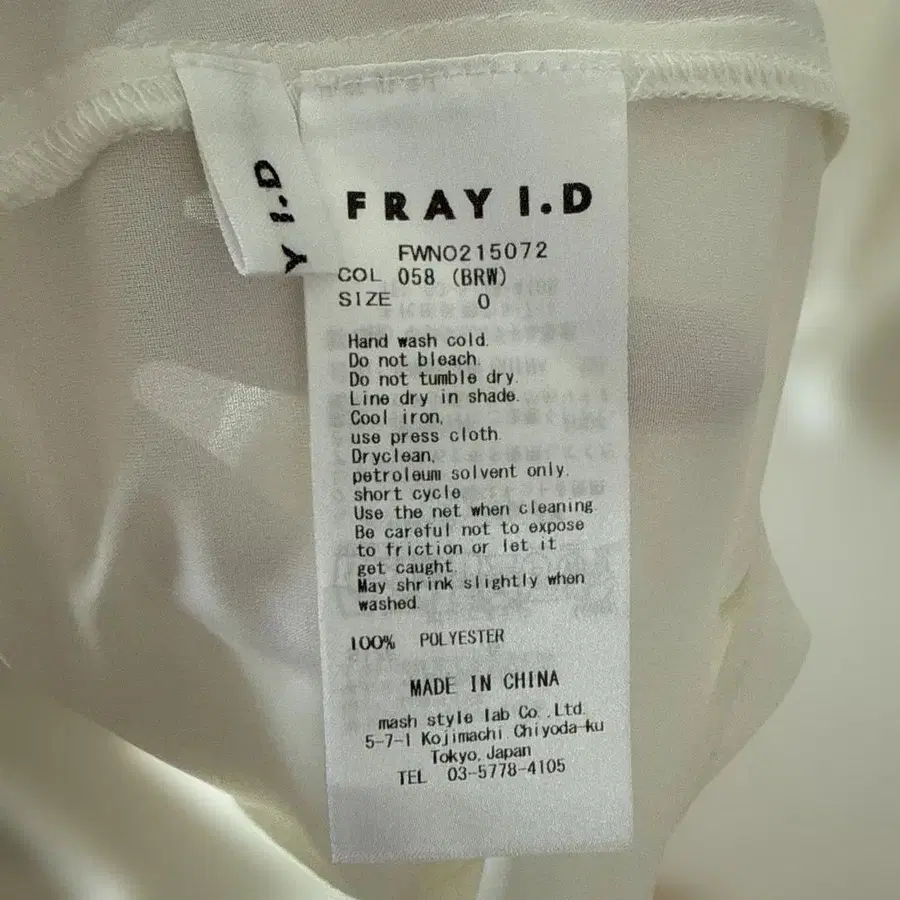 Y I.D
FRAY I.D
FWNO215072
COL 058 (BRW)
SIZE 0
Hand wash cold.
Do not bleach.
Do not tumble dry.
Line dry in shade.
Cool iron,
use press cloth.
Dryclean,
petroleum solvent only.
short cycle
Use the net when cleaning.
Be careful not to expose
to friction or let it
get caught.
May shrink slightly when
washed.
100% POLYESTER
MADE IN CHINA
mash style lab Co.,Ltd.
5-7-1 Kojimachi Chiyoda-ku
Tokyo, Japan
TEL 03-5778-4105